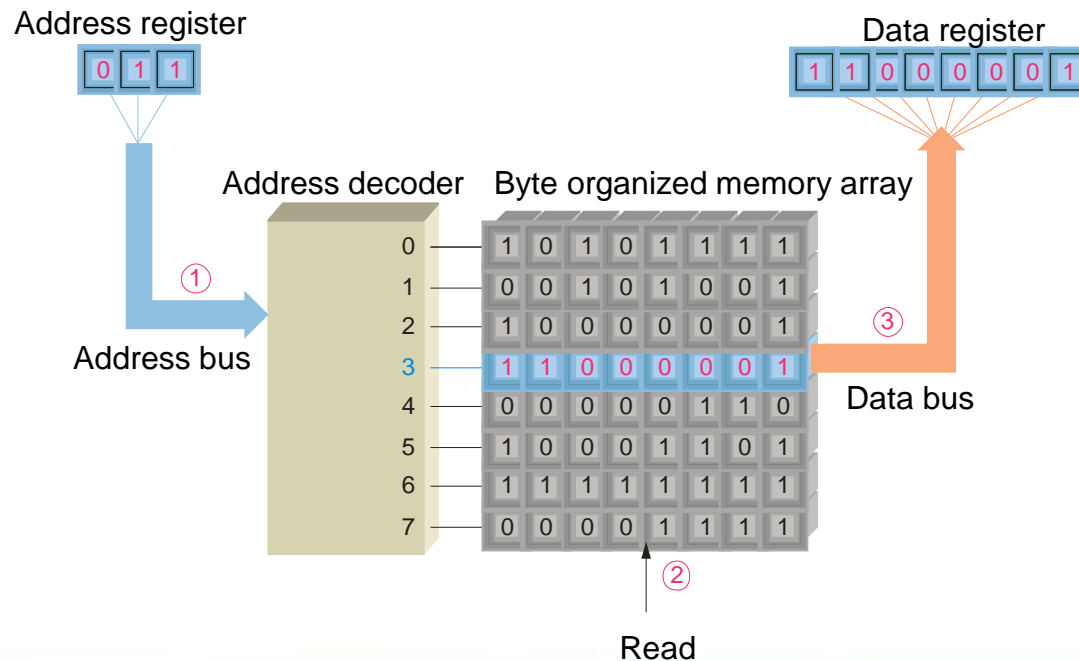 Address register
Data register
0 1 1
1 1 0 0 0 0 0 1
Address decoder
Byte organized memory array
0 1 0 1 0 1 1 1 1
1 0 0 1 0 1 0 0 1
2 1 0 0 0 0 0 0 1
3 1 1 0 0 0 0 0 1
4 0 0 0 0 0 1 1 0
5 1 0 0 0 1 1 0 1
6 1 1 1 1 1 1 1 1
7 0 0 0 0 1 1 1 1
1
Address bus
3
Data bus
2
Read